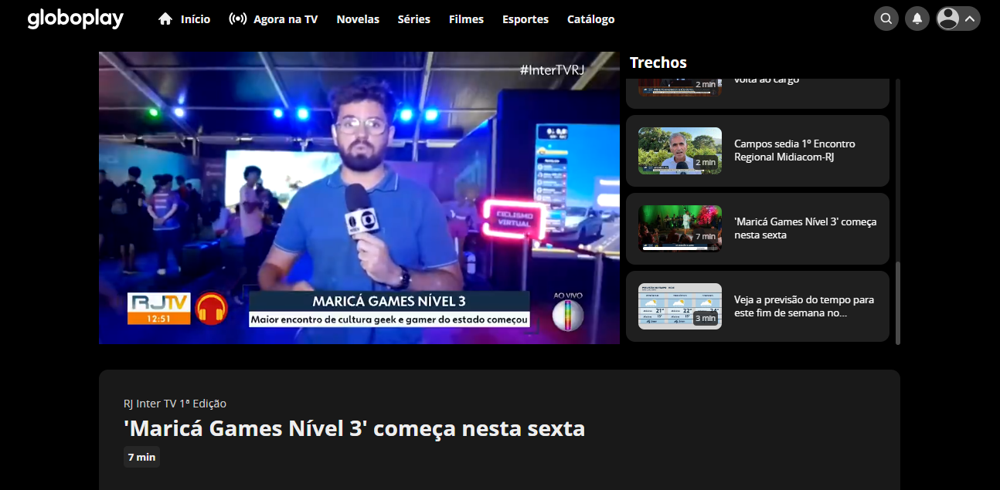 globoplay
Início
Agora na TV
Novelas
Séries
Filmes
Esportes
Catálogo
#InterTVRJ
CICLISMO
VIRTUAL
RJTV
12:51
MARICÁ GAMES NÍVEL 3
Maior encontro de cultura geek e gamer do estado começou
AO VIVO
Trechos
volta ao cargo
2 min
Campos sedia 1º Encontro
Regional Midiacom-RJ
2 min
'Maricá Games Nível 3' começa
nesta sexta
7 min
Veja a previsão do tempo para
este fim de semana no...
21°
22°
24°
3 min
RJ Inter TV 1ª Edição
'Maricá Games Nível 3' começa nesta sexta
7 min